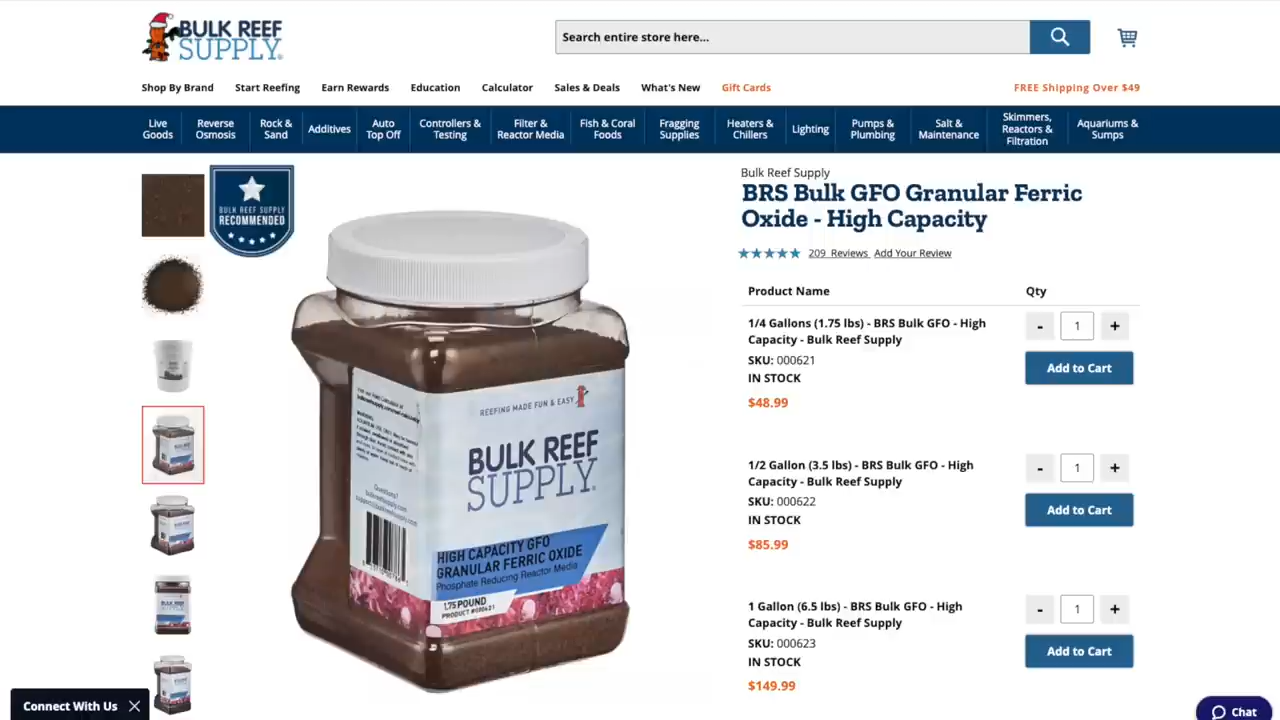 BULK REEF
SUPPLY®
Search entire store here...
Shop By Brand
Start Reefing
Earn Rewards
Education
Calculator
Sales & Deals
What's New
Gift Cards
FREE Shipping Over $49
Live
Goods
Reverse
Osmosis
Rock &
Sand
Additives
Auto
Top Off
Controllers &
Testing
Filter &
Reactor Media
Fish & Coral
Foods
Fragging
Supplies
Heaters &
Chillers
Lighting
Pumps &
Plumbing
Salt &
Maintenance
Skimmers,
Reactors &
Filtration
Aquariums &
Sumps
BULK REEF SUPPLY
RECOMMENDED
Bulk Reef Supply
BRS Bulk GFO Granular Ferric
Oxide - High Capacity
209 Reviews Add Your Review
Product Name
Qty
1/4 Gallons (1.75 lbs) - BRS Bulk GFO - High
Capacity - Bulk Reef Supply
SKU: 000621
IN STOCK
$48.99
- 1 +
Add to Cart
1/2 Gallon (3.5 lbs) - BRS Bulk GFO - High
Capacity - Bulk Reef Supply
SKU: 000622
IN STOCK
$85.99
- 1 +
Add to Cart
1 Gallon (6.5 lbs) - BRS Bulk GFO - High
Capacity - Bulk Reef Supply
SKU: 000623
IN STOCK
$149.99
- 1 +
Add to Cart
REEFING MADE FUN & EASY
BULK REEF
SUPPLY®
HIGH CAPACITY GFO
GRANULAR FERRIC OXIDE
Phosphate Reducing Reactor Media
1.75 POUND
PRODUCT #000621
Questions?
BULK REEF
SUPPLY
Connect With Us
Chat